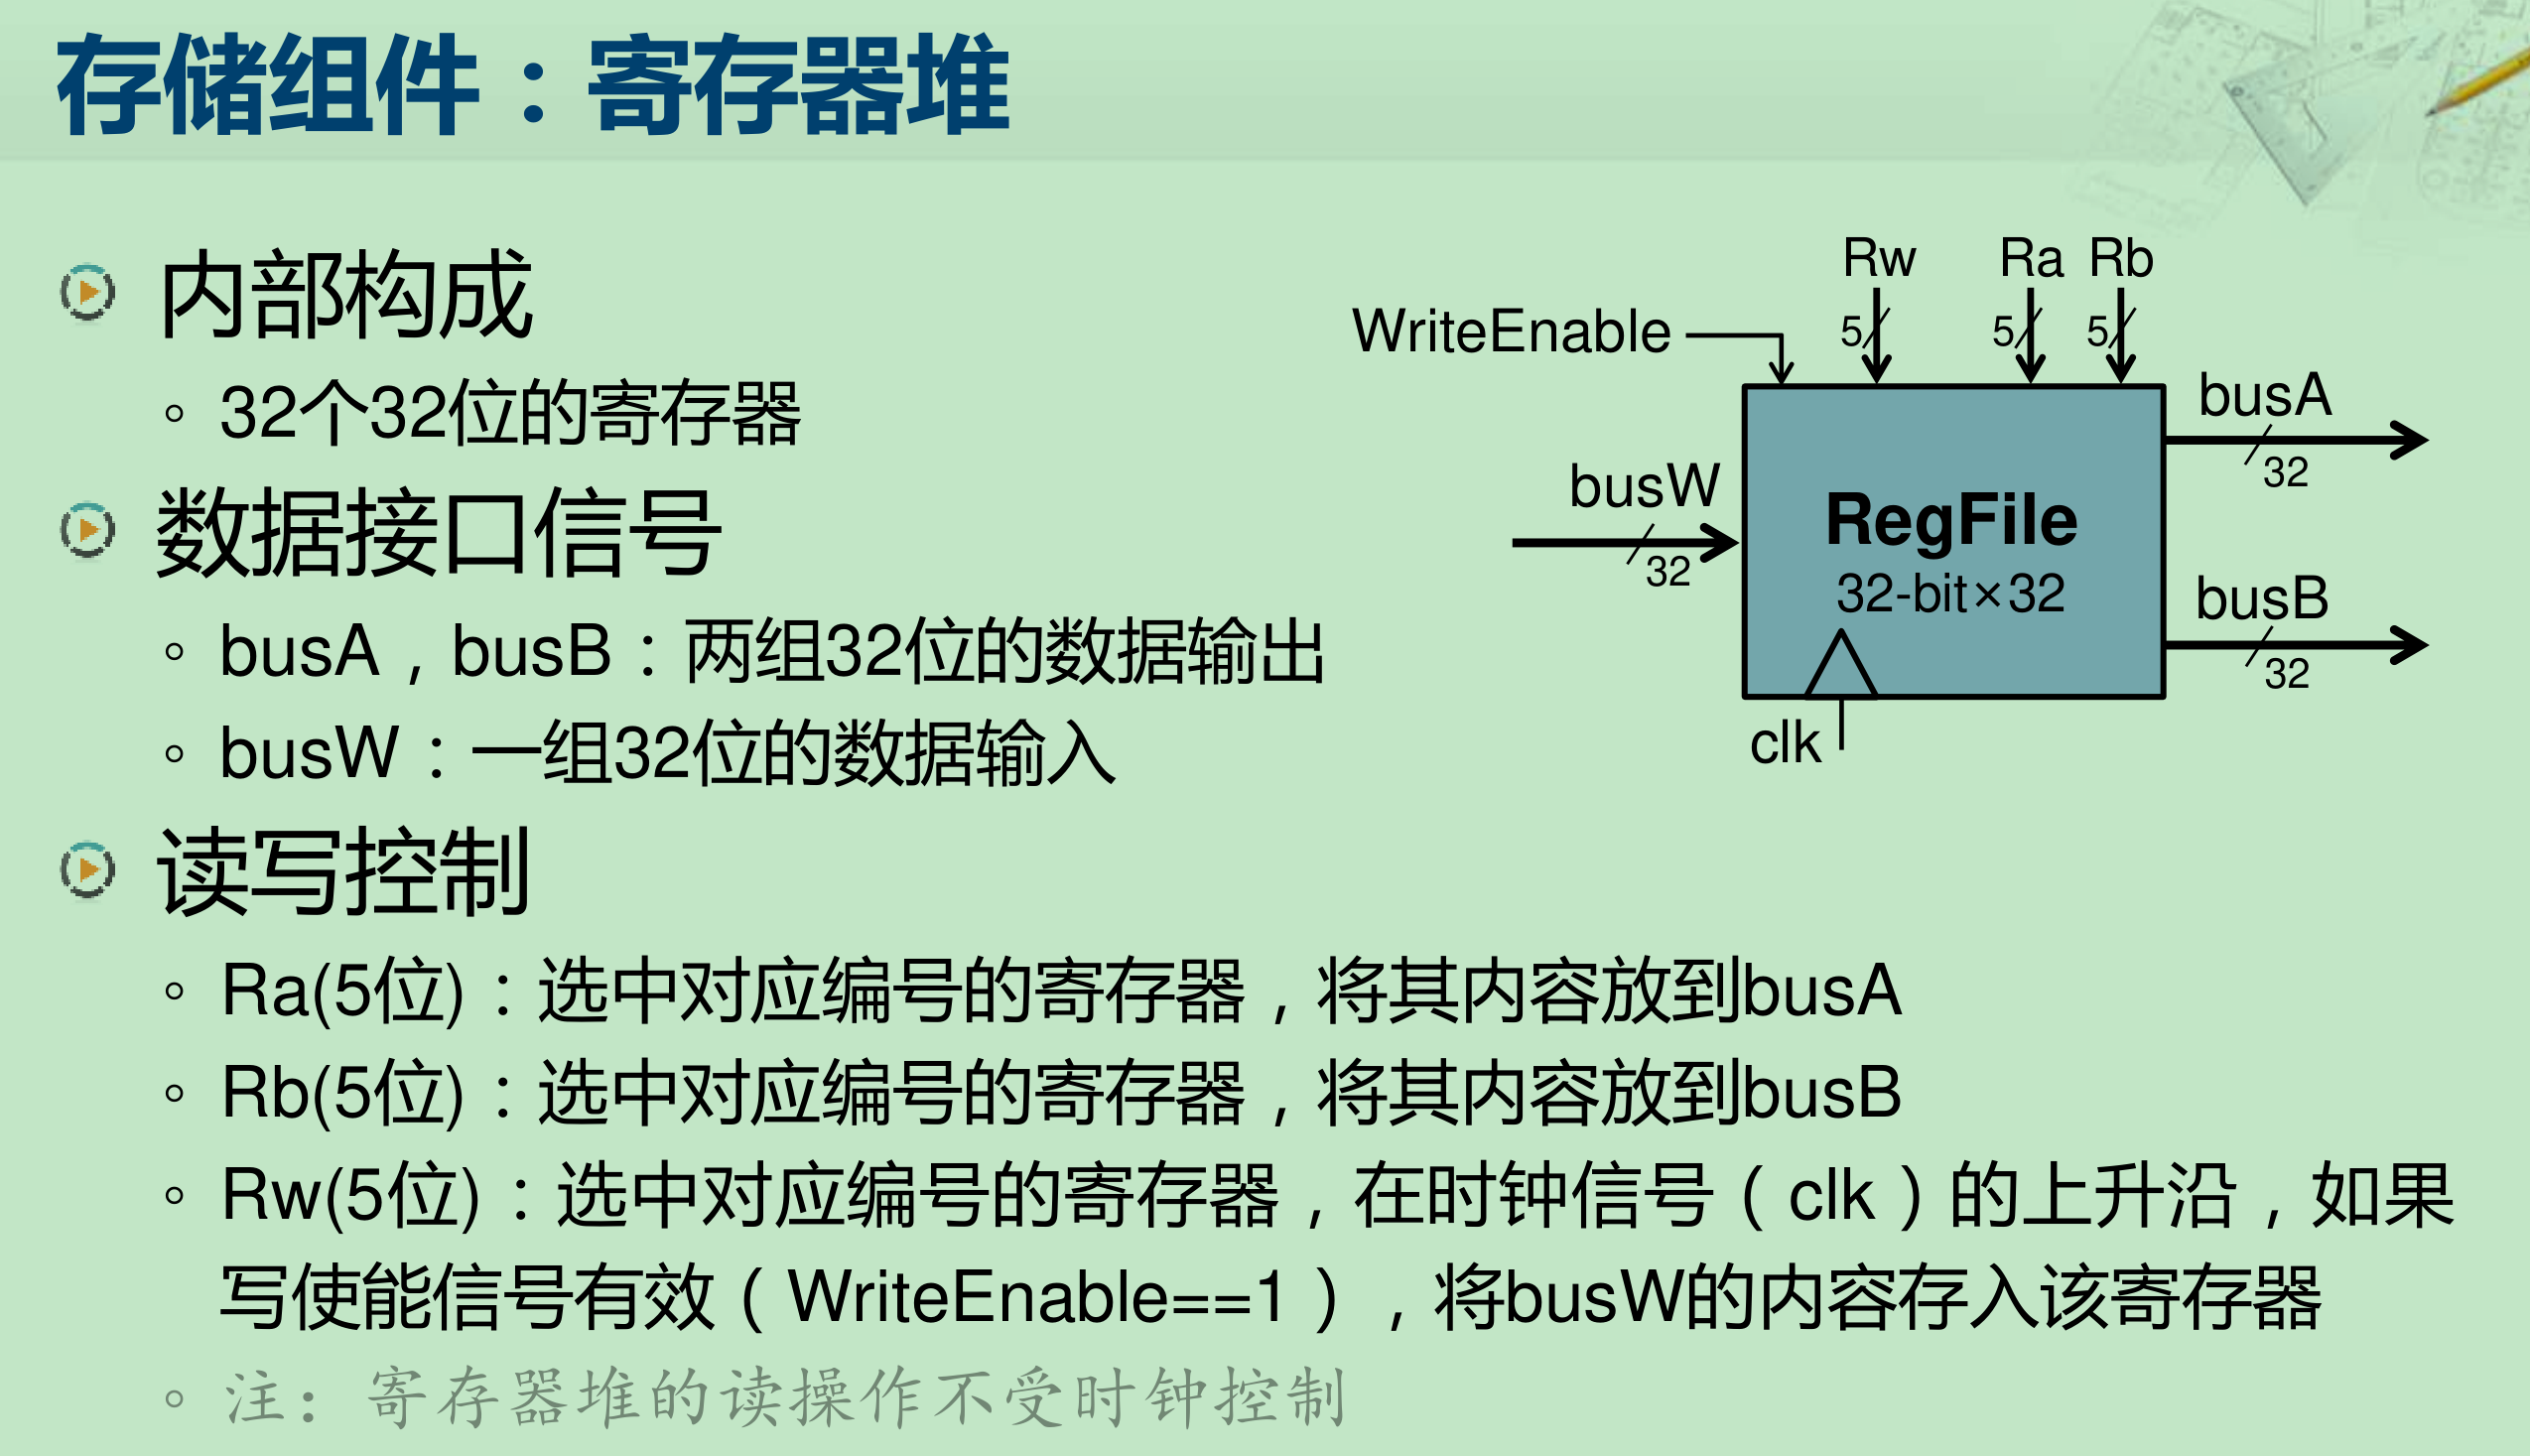 存储组件：寄存器堆
内部构成
32个32位的寄存器
数据接口信号
busA，busB：两组32位的数据输出
busW：一组32位的数据输入
读写控制
Ra(5位)：选中对应编号的寄存器，将其内容放到busA
Rb(5位)：选中对应编号的寄存器，将其内容放到busB
Rw(5位)：选中对应编号的寄存器，在时钟信号（clk）的上升沿，如果
写使能信号有效（WriteEnable==1），将busW的内容存入该寄存器
注：寄存器堆的读操作不受时钟控制
Rw Ra Rb
WriteEnable 5 5 5
busA
32
busW
32
RegFile
32-bit×32
busB
32
clk